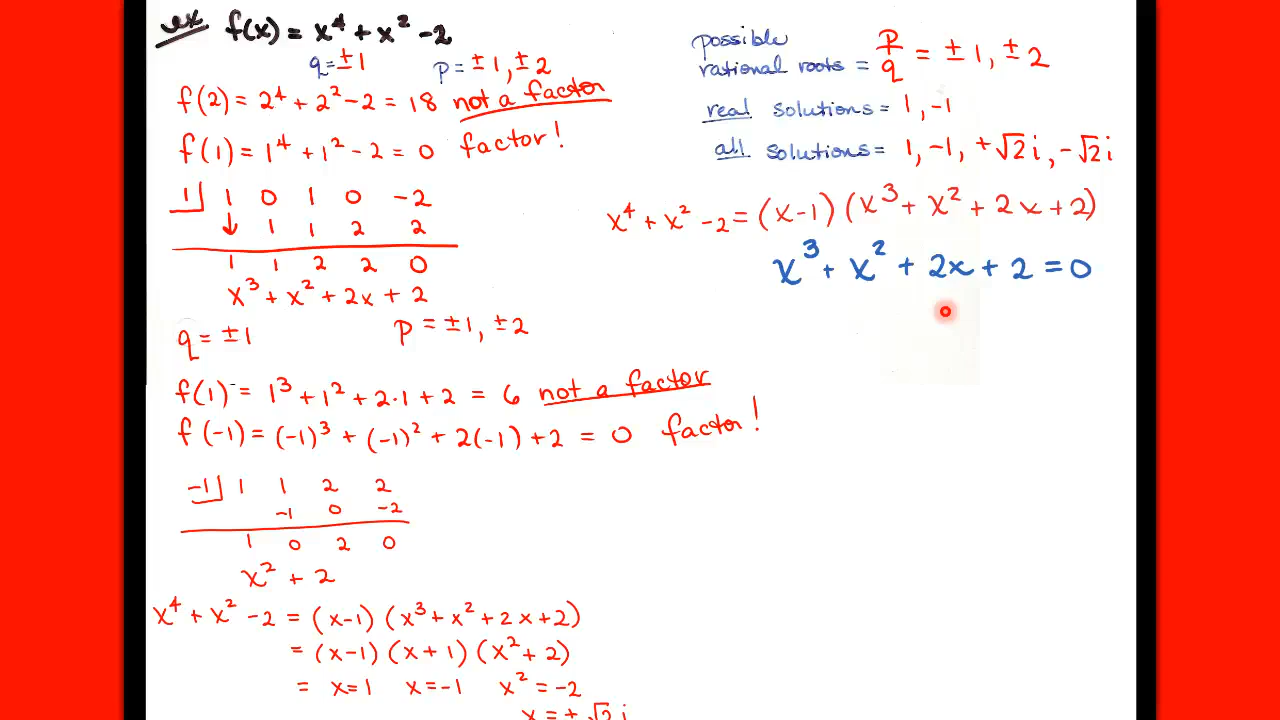 ex f(x) = x⁴ + x² - 2
q = ±1 p = ±1, ±2
f(2) = 2⁴ + 2² - 2 = 18 not a factor
f(1) = 1⁴ + 1² - 2 = 0 factor!
1| 1 0 1 0 -2
↓ 1 1 2 2
1 1 2 2 0
x³ + x² + 2x + 2
q = ±1 p = ±1, ±2
f(1) = 1³ + 1² + 2·1 + 2 = 6 not a factor
f(-1) = (-1)³ + (-1)² + 2(-1) + 2 = 0 factor!
-1| 1 1 2 2
-1 0 -2
1 0 2 0
x² + 2
x⁴ + x² - 2 = (x-1) (x³ + x² + 2x + 2)
= (x-1) (x+1) (x² + 2)
= x=1 x=-1 x² = -2
x = ± √2 i
possible
rational roots = p/q = ±1, ±2
real solutions = 1, -1
all solutions = 1, -1, +√2 i, -√2 i
x⁴ + x² - 2 = (x-1) (x³ + x² + 2x + 2)
x³ + x² + 2x + 2 = 0